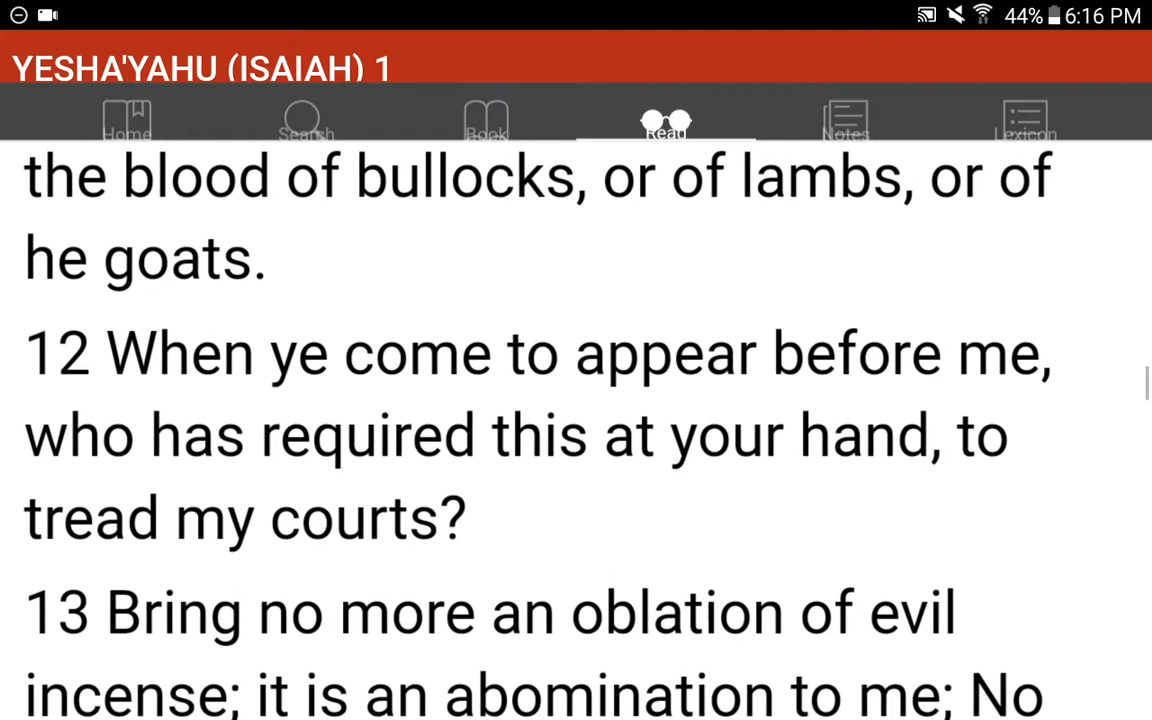 44% 6:16 PM
YESHA'YAHU (ISAIAH) 1
Home Search Book Read Notes Lexicon
the blood of bullocks, or of lambs, or of
he goats.
12 When ye come to appear before me,
who has required this at your hand, to
tread my courts?
13 Bring no more an oblation of evil
incense; it is an abomination to me; No